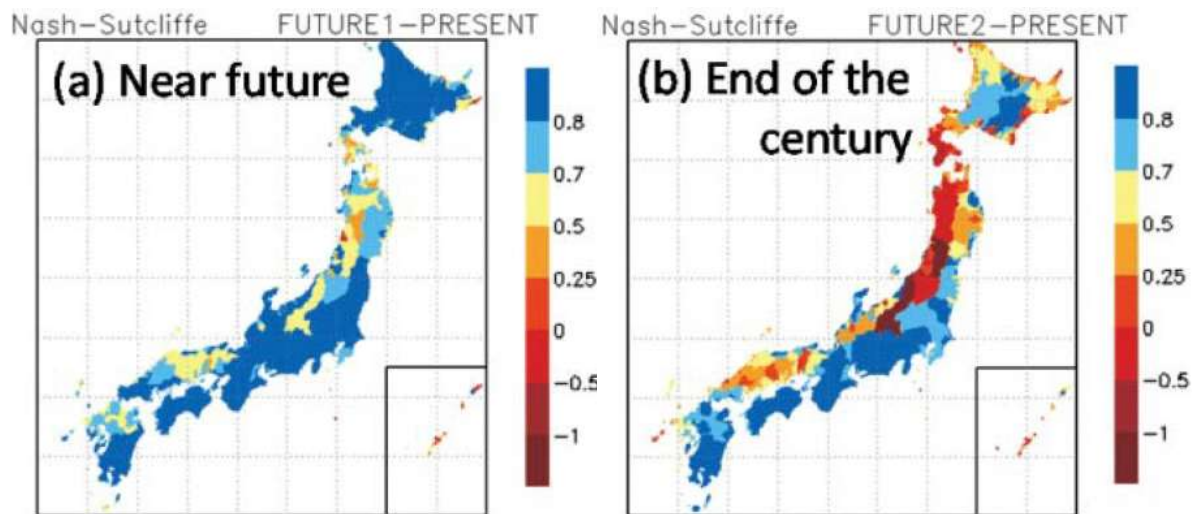 Nash-Sutcliffe FUTURE1-PRESENT
(a) Near future
0.8
0.7
0.5
0.25
0
-0.5
-1
Nash-Sutcliffe FUTURE2-PRESENT
(b) End of the
century
0.8
0.7
0.5
0.25
0
-0.5
-1